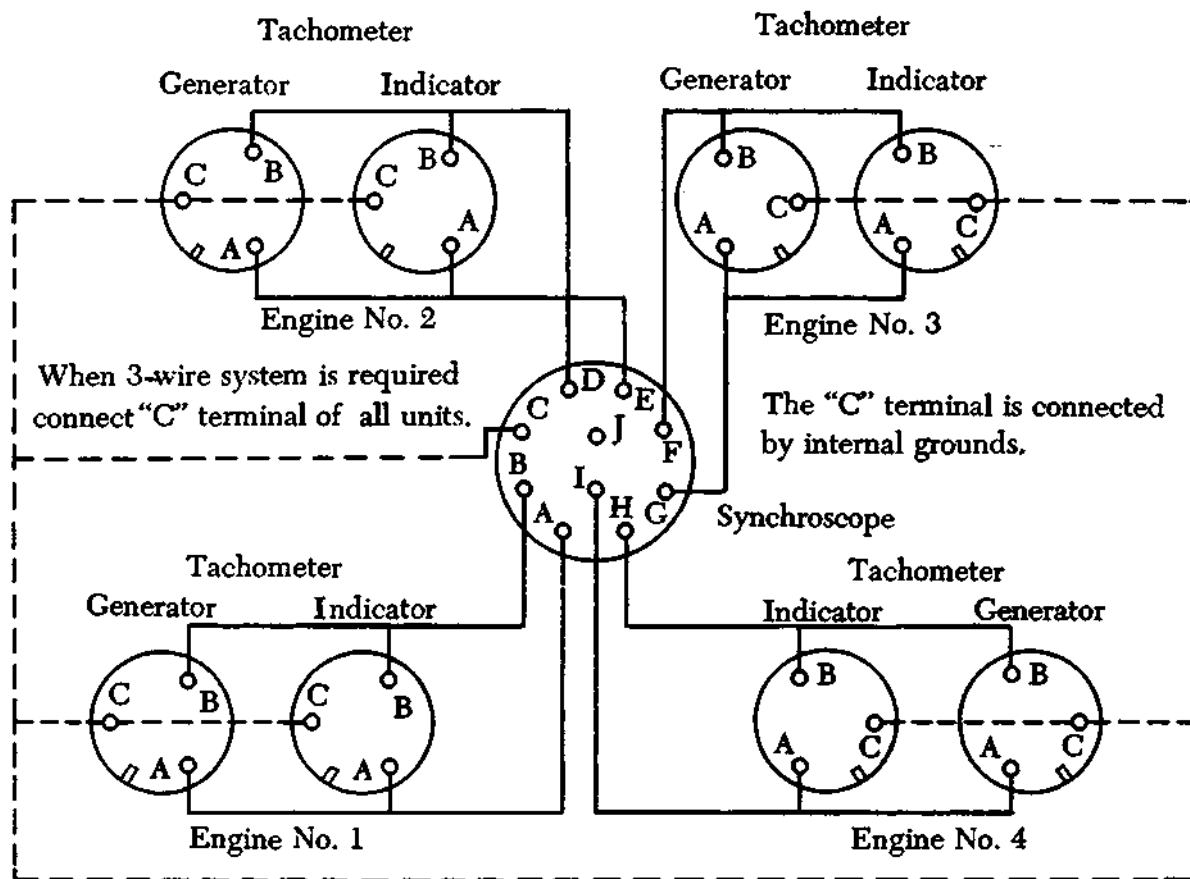 Tachometer
Generator Indicator
C B B C
A A
Engine No. 2
Tachometer
Generator Indicator
B B
A C A C
Engine No. 3
When 3-wire system is required
connect “C” terminal of all units.
The “C” terminal is connected
by internal grounds.
D E
C J F
B I
A H G
Synchroscope
Tachometer
Generator Indicator
C B C B
A A
Engine No. 1
Tachometer
Indicator Generator
B B
A C A C
Engine No. 4